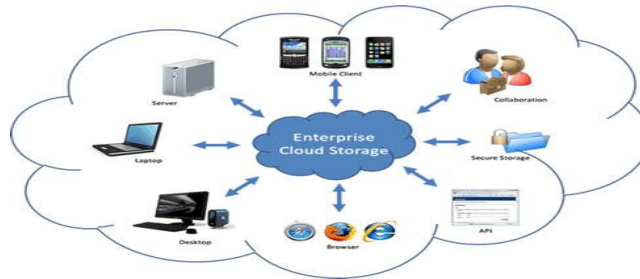 Mobile Client
Server
Collaboration
Enterprise
Cloud Storage
Laptop
Secure Storage
Desktop
Browser
API